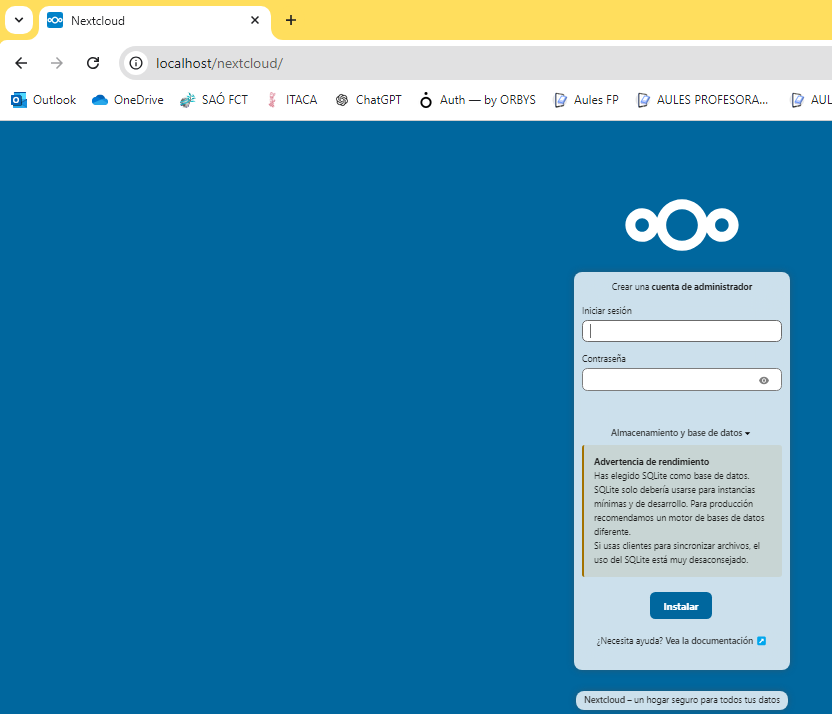 Nextcloud
localhost/nextcloud/
Outlook OneDrive SAÓ FCT ITACA ChatGPT Auth — by ORBYS Aules FP AULES PROFESORA... AUL
Crear una cuenta de administrador
Iniciar sesión
Contraseña
Almacenamiento y base de datos
Advertencia de rendimiento
Has elegido SQLite como base de datos.
SQLite solo debería usarse para instancias
mínimas y de desarrollo. Para producción
recomendamos un motor de bases de datos
diferente.
Si usas clientes para sincronizar archivos, el
uso del SQLite está muy desaconsejado.
Instalar
¿Necesita ayuda? Vea la documentación
Nextcloud – un hogar seguro para todos tus datos